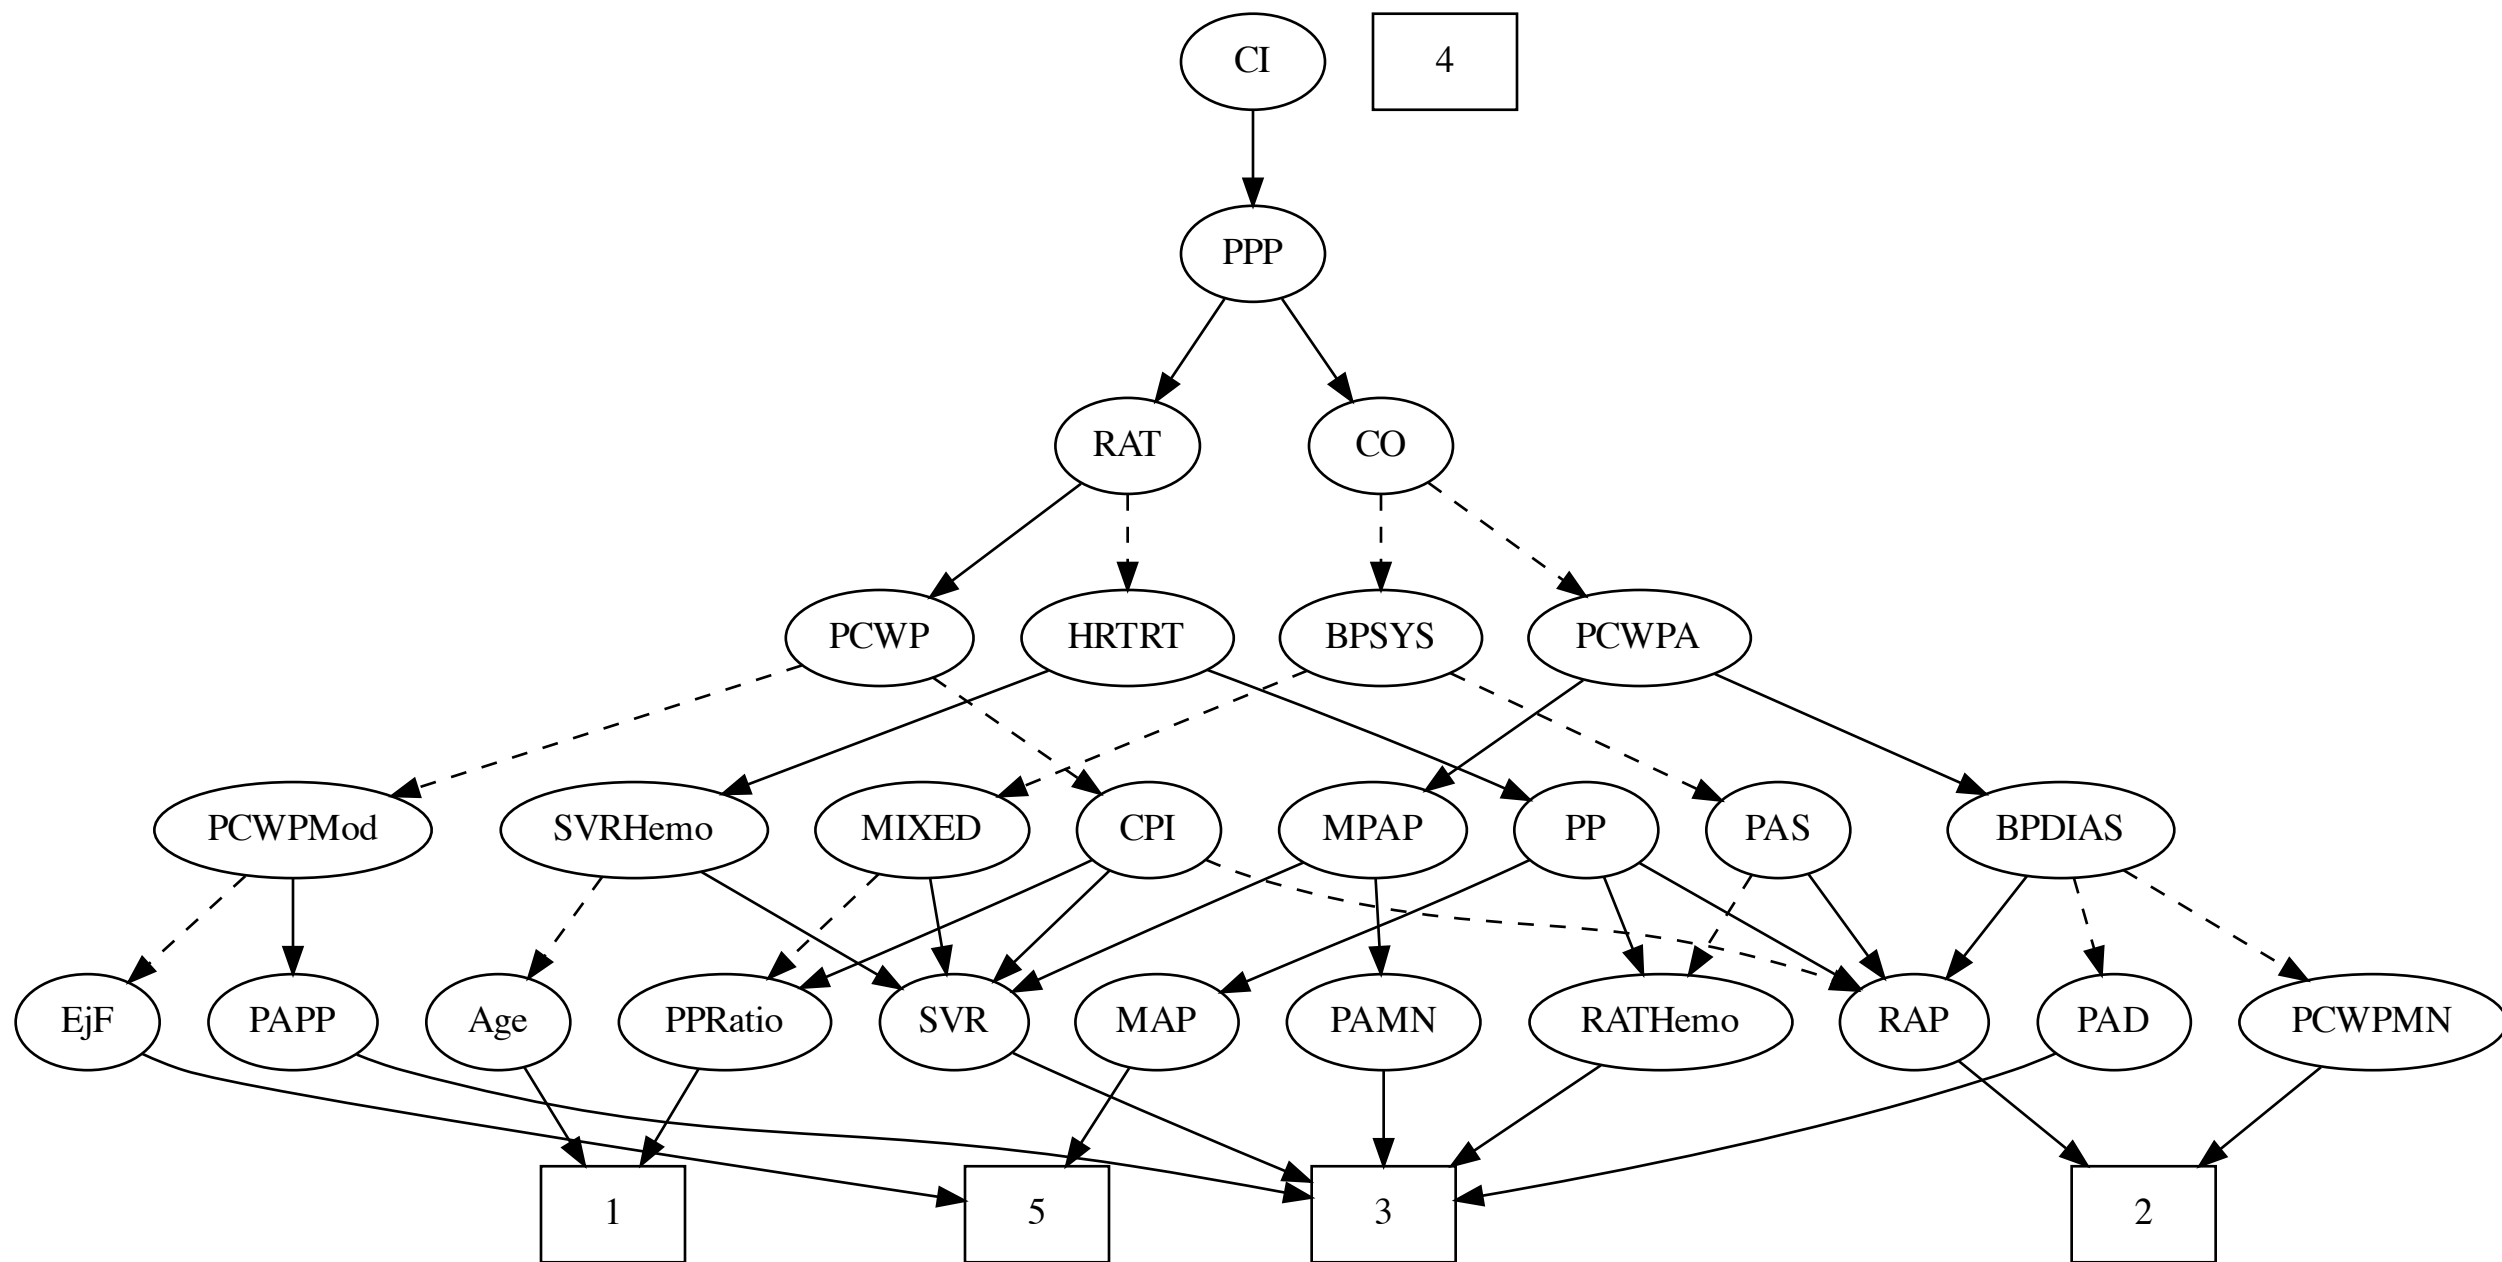 CI
4
PPP
RAT
CO
PCWP
HRTRT
BPSYS
PCWPA
PCWPMod
SVRHemo
MIXED
CPI
MPAP
PP
PAS
BPDIAS
EjF
PAPP
Age
PPRatio
SVR
MAP
PAMN
RATHemo
RAP
PAD
PCWPMN
1
5
3
2